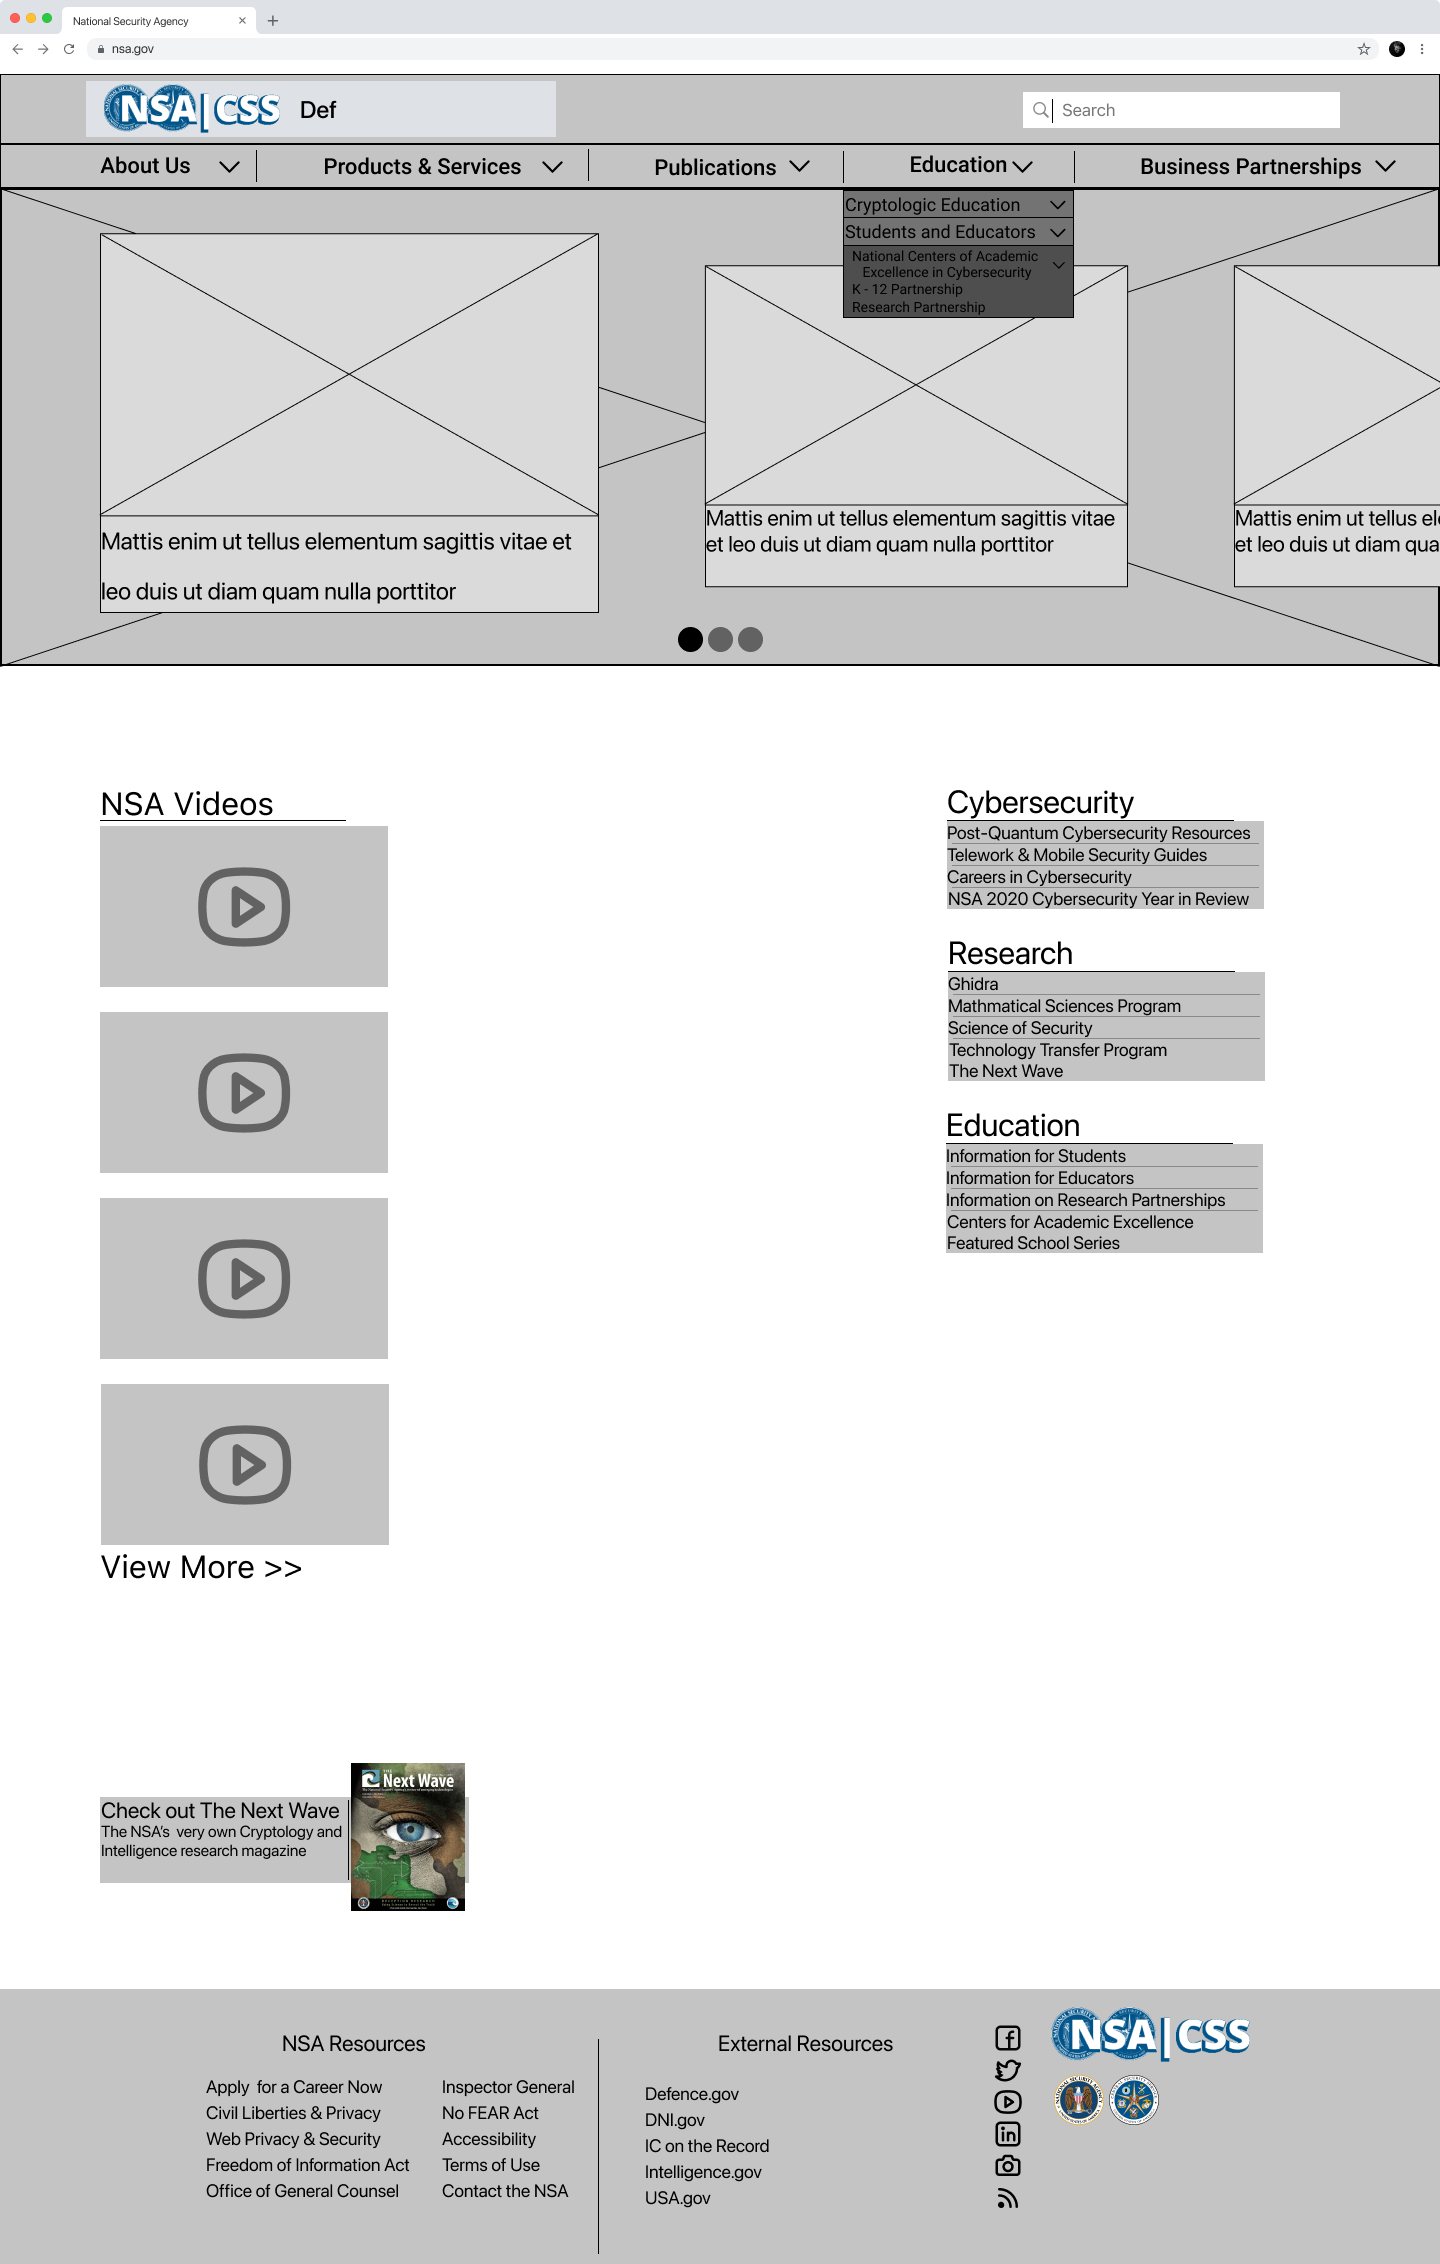 National Security Agency
nsa.gov
NSA|CSS
Def
Search
About Us
Products & Services
Publications
Education
Business Partnerships
Cryptologic Education
Students and Educators
National Centers of Academic
Excellence in Cybersecurity
K - 12 Partnership
Research Partnership
Mattis enim ut tellus elementum sagittis vitae et
leo duis ut diam quam nulla porttitor
Mattis enim ut tellus elementum sagittis vitae
et leo duis ut diam quam nulla porttitor
Mattis enim ut tellus
et leo duis ut diam
NSA Videos
View More >>
Cybersecurity
Post-Quantum Cybersecurity Resources
Telework & Mobile Security Guides
Careers in Cybersecurity
NSA 2020 Cybersecurity Year in Review
Research
Ghidra
Mathmatical Sciences Program
Science of Security
Technology Transfer Program
The Next Wave
Education
Information for Students
Information for Educators
Information on Research Partnerships
Centers for Academic Excellence
Featured School Series
Check out The Next Wave
The NSA's  very own Cryptology and
Intelligence research magazine
THE
Next Wave
NSA Resources
Apply  for a Career Now
Civil Liberties & Privacy
Web Privacy & Security
Freedom of Information Act
Office of General Counsel
Inspector General
No FEAR Act
Accessibility
Terms of Use
Contact the NSA
External Resources
Defence.gov
DNI.gov
IC on the Record
Intelligence.gov
USA.gov
NSA|CSS